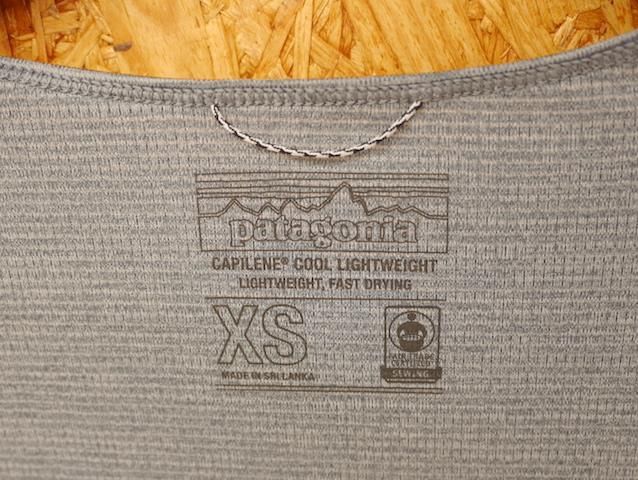 patagonia
CAPILENE® COOL LIGHTWEIGHT
LIGHTWEIGHT, FAST DRYING
XS
MADE IN SRI LANKA
FAIR TRADE
CERTIFIED
SEWING